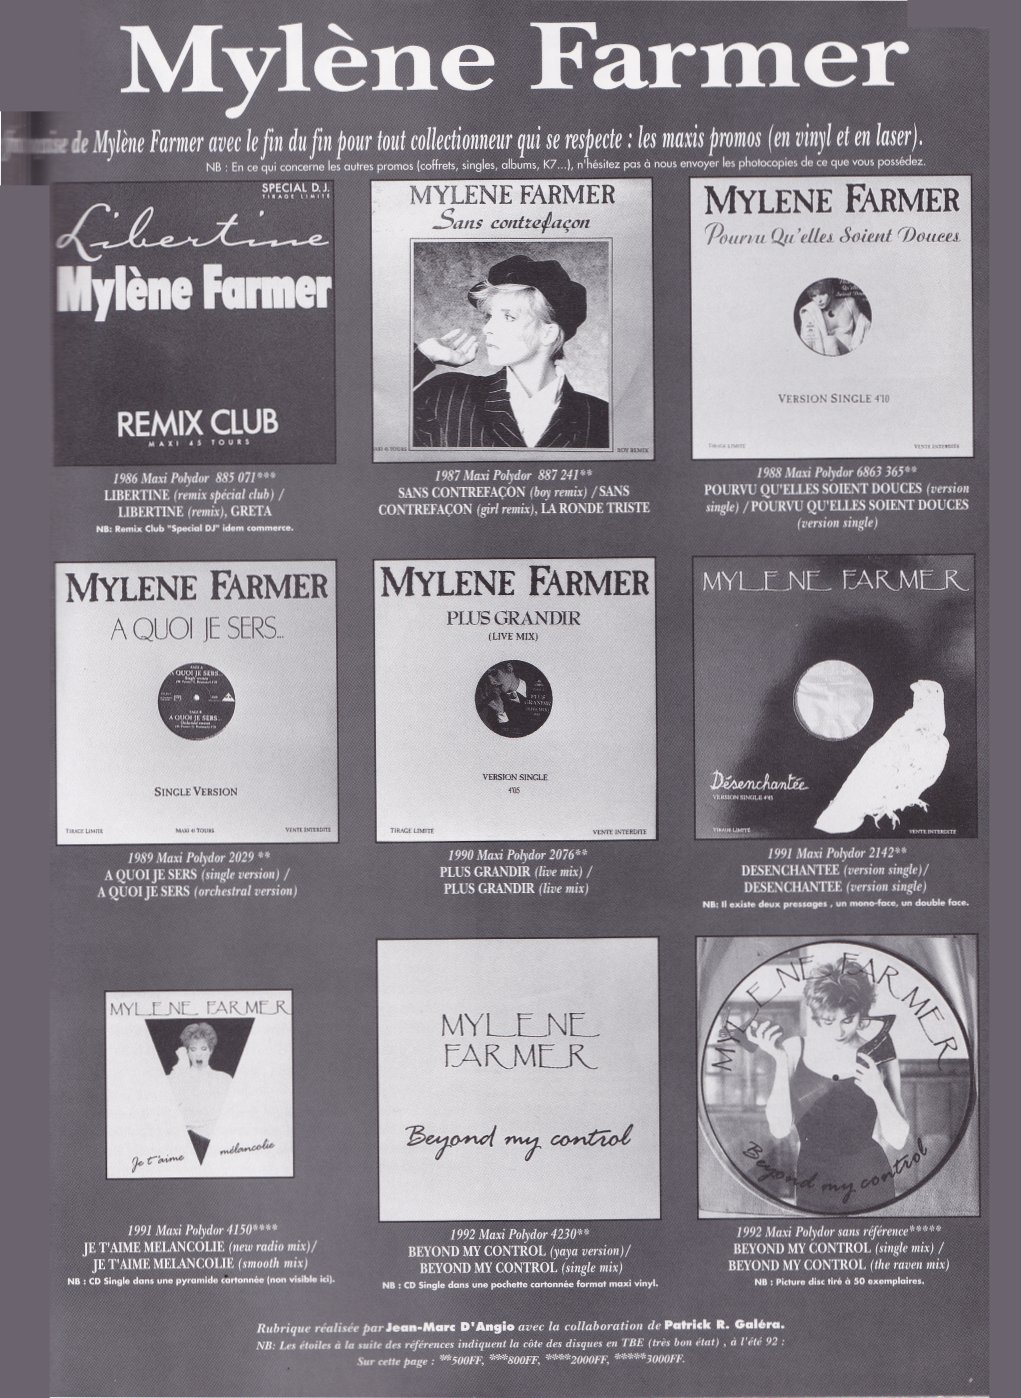 Mylène Farmer
de Mylène Farmer avec le fin du fin pour tout collectionneur qui se respecte : les maxis promos (en vinyl et en laser).
NB : En ce qui concerne les autres promos (coffrets, singles, albums, K7...), n'hésitez pas à nous envoyer les photocopies de ce que vous possédez.
SPECIAL D.J.
TIRAGE LIMITE
Libertine
Mylène Farmer
REMIX CLUB
MAXI 45 TOURS
1986 Maxi Polydor 885 071***
LIBERTINE (remix spécial club) /
LIBERTINE (remix), GRETA
NB: Remix Club "Special DJ" idem commerce.
MYLENE FARMER
Sans contrefaçon
MAXI 45 TOURS
BOY REMIX
1987 Maxi Polydor 887 241**
SANS CONTREFAÇON (boy remix) / SANS
CONTREFAÇON (girl remix), LA RONDE TRISTE
MYLENE FARMER
Pourvu Qu'elles Soient Douces
VERSION SINGLE 4'10
TIRAGE LIMITE
VENTE INTERDITE
1988 Maxi Polydor 6863 365**
POURVU QU'ELLES SOIENT DOUCES (version
single) / POURVU QU'ELLES SOIENT DOUCES
(version single)
MYLENE FARMER
A QUOI JE SERS...
FACE A
A QUOI JE SERS...
FACE B
A QUOI JE SERS...
SINGLE VERSION
TIRAGE LIMITE
MAXI 45 TOURS
VENTE INTERDITE
1989 Maxi Polydor 2029 **
A QUOI JE SERS (single version) /
A QUOI JE SERS (orchestral version)
MYLENE FARMER
PLUS GRANDIR
(LIVE MIX)
PLUS
GRANDIR
VERSION SINGLE
4'05
TIRAGE LIMITE
VENTE INTERDITE
1990 Maxi Polydor 2076**
PLUS GRANDIR (live mix) /
PLUS GRANDIR (live mix)
MYLENE FARMER
Désenchantée
VERSION SINGLE 4'45
TIRAGE LIMITE
VENTE INTERDITE
1991 Maxi Polydor 2142**
DESENCHANTEE (version single)/
DESENCHANTEE (version single)
NB: Il existe deux pressages , un mono-face, un double face.
MYLENE FARMER
Je t'aime mélancolie
1991 Maxi Polydor 4150****
JE T'AIME MELANCOLIE (new radio mix)/
JE T'AIME MELANCOLIE (smooth mix)
NB : CD Single dans une pyramide cartonnée (non visible ici).
MYLENE
FARMER
Beyond my control
1992 Maxi Polydor 4230**
BEYOND MY CONTROL (yaya version)/
BEYOND MY CONTROL (single mix)
NB : CD Single dans une pochette cartonnée format maxi vinyl.
MYLENE FARMER
Beyond my control
1992 Maxi Polydor sans référence*****
BEYOND MY CONTROL (single mix) /
BEYOND MY CONTROL (the raven mix)
NB : Picture disc tiré à 50 exemplaires.
Rubrique réalisée par Jean-Marc D'Angio avec la collaboration de Patrick R. Galéra.
NB: Les étoiles à la suite des références indiquent la côte des disques en TBE (très bon état) , à l'été 92 :
Sur cette page : **500FF, ***800FF, ****2000FF, *****3000FF.